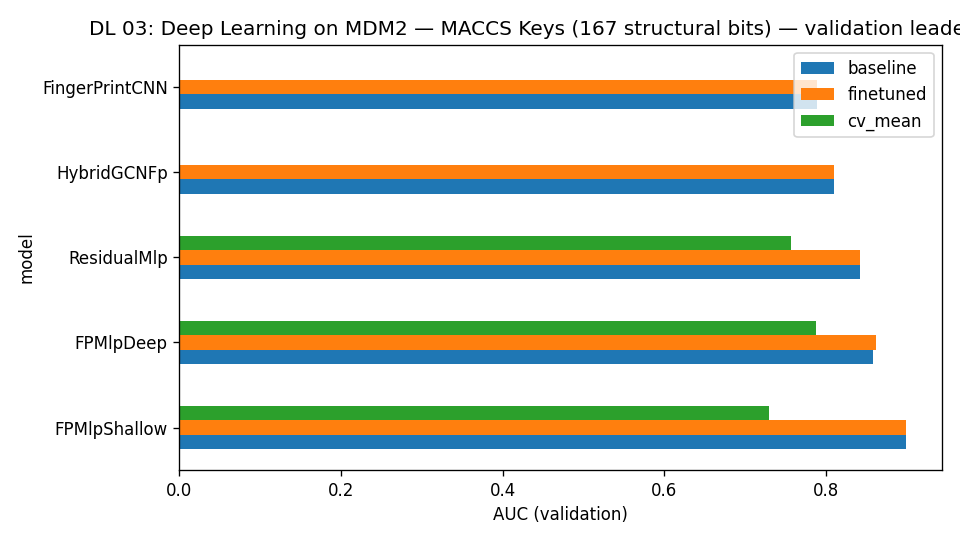 DL 03: Deep Learning on MDM2 — MACCS Keys (167 structural bits) — validation leade
baseline
finetuned
cv_mean
FingerPrintCNN
HybridGCNFp
ResidualMlp
FPMlpDeep
FPMlpShallow
model
0.0 0.2 0.4 0.6 0.8
AUC (validation)